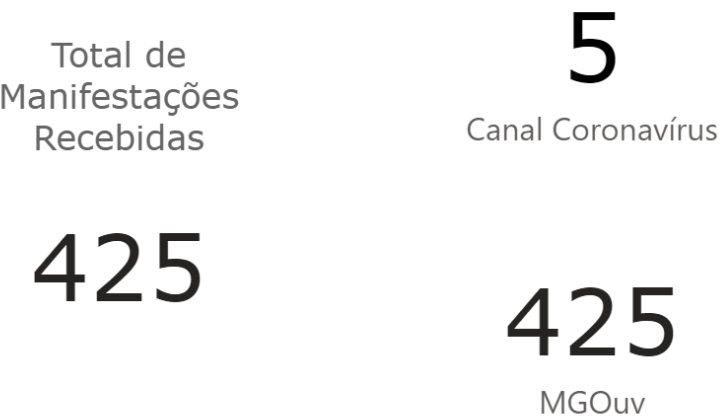 Total de
Manifestações
Recebidas
425
5
Canal Coronavírus
425
MGOuv